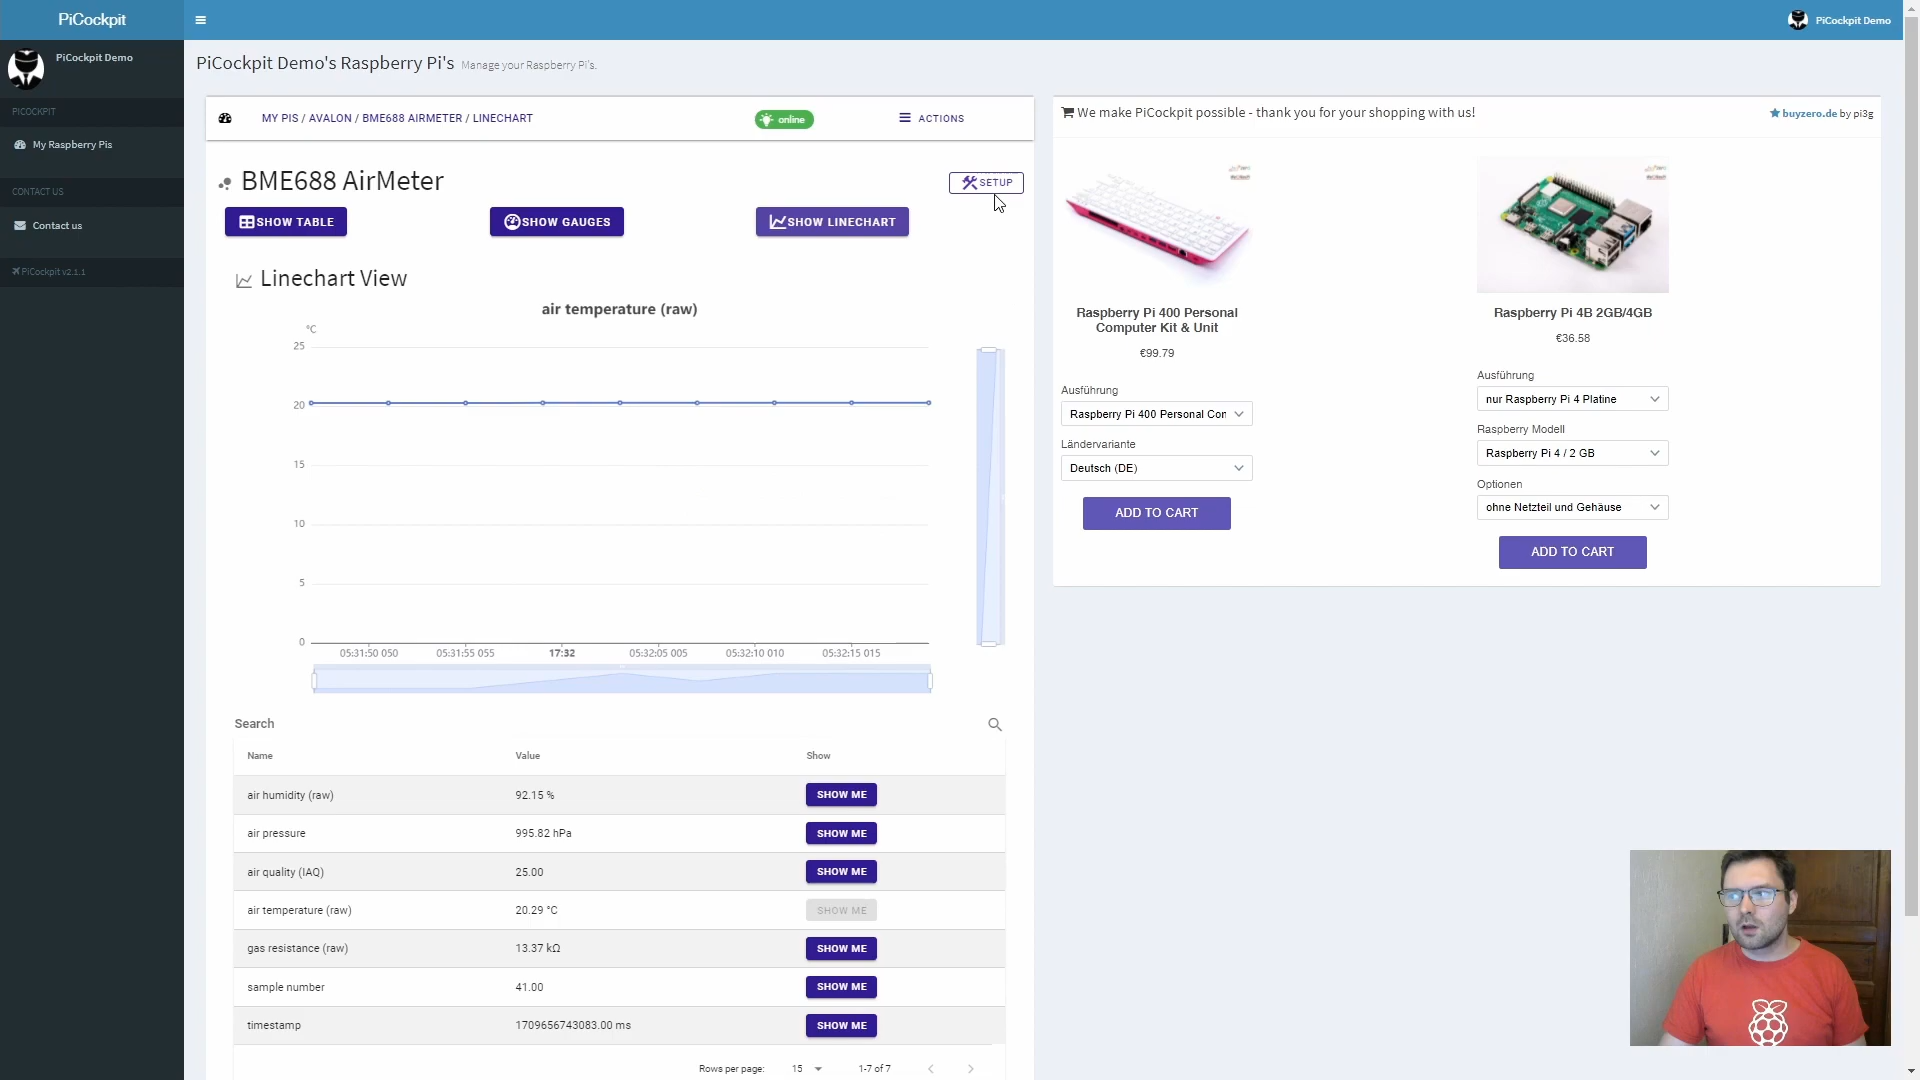 PiCockpit
PiCockpit Demo
PiCockpit Demo
PICOCKPIT
My Raspberry Pis
CONTACT US
Contact us
PiCockpit v2.1.1
PiCockpit Demo's Raspberry Pi's Manage your Raspberry Pi's.
MY PIS / AVALON / BME688 AIRMETER / LINECHART
online
ACTIONS
BME688 AirMeter
SETUP
SHOW TABLE
SHOW GAUGES
SHOW LINECHART
Linechart View
air temperature (raw)
°C
25
20
15
10
5
0
05:31:50 050
05:31:55 055
17:32
05:32:05 005
05:32:10 010
05:32:15 015
Search
Name Value Show
air humidity (raw) 92.15 % SHOW ME
air pressure 995.82 hPa SHOW ME
air quality (IAQ) 25.00 SHOW ME
air temperature (raw) 20.29 °C SHOW ME
gas resistance (raw) 13.37 kΩ SHOW ME
sample number 41.00 SHOW ME
timestamp 1709656743083.00 ms SHOW ME
Rows per page: 15 1-7 of 7
We make PiCockpit possible - thank you for your shopping with us!
buyzero.de by pi3g
Raspberry Pi 400 Personal
Computer Kit & Unit
€99.79
Ausführung
Raspberry Pi 400 Personal Con
Ländervariante
Deutsch (DE)
ADD TO CART
Raspberry Pi 4B 2GB/4GB
€36.58
Ausführung
nur Raspberry Pi 4 Platine
Raspberry Modell
Raspberry Pi 4 / 2 GB
Optionen
ohne Netzteil und Gehäuse
ADD TO CART